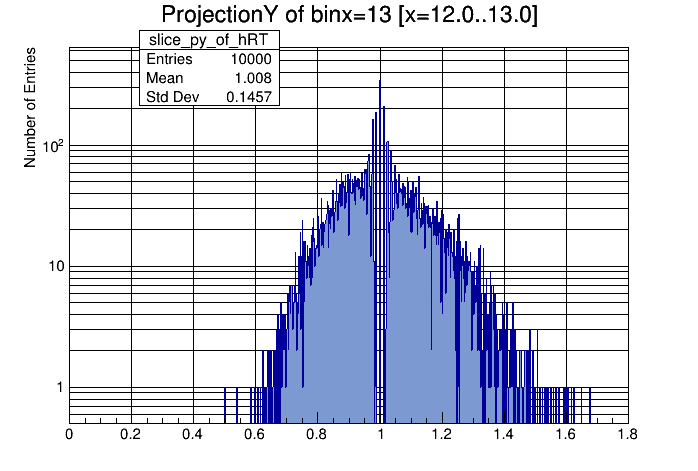 ProjectionY of binx=13 [x=12.0..13.0]
slice_py_of_hRT
Entries 10000
Mean 1.008
Std Dev 0.1457
Number of Entries
10²
10
1
0 0.2 0.4 0.6 0.8 1 1.2 1.4 1.6 1.8